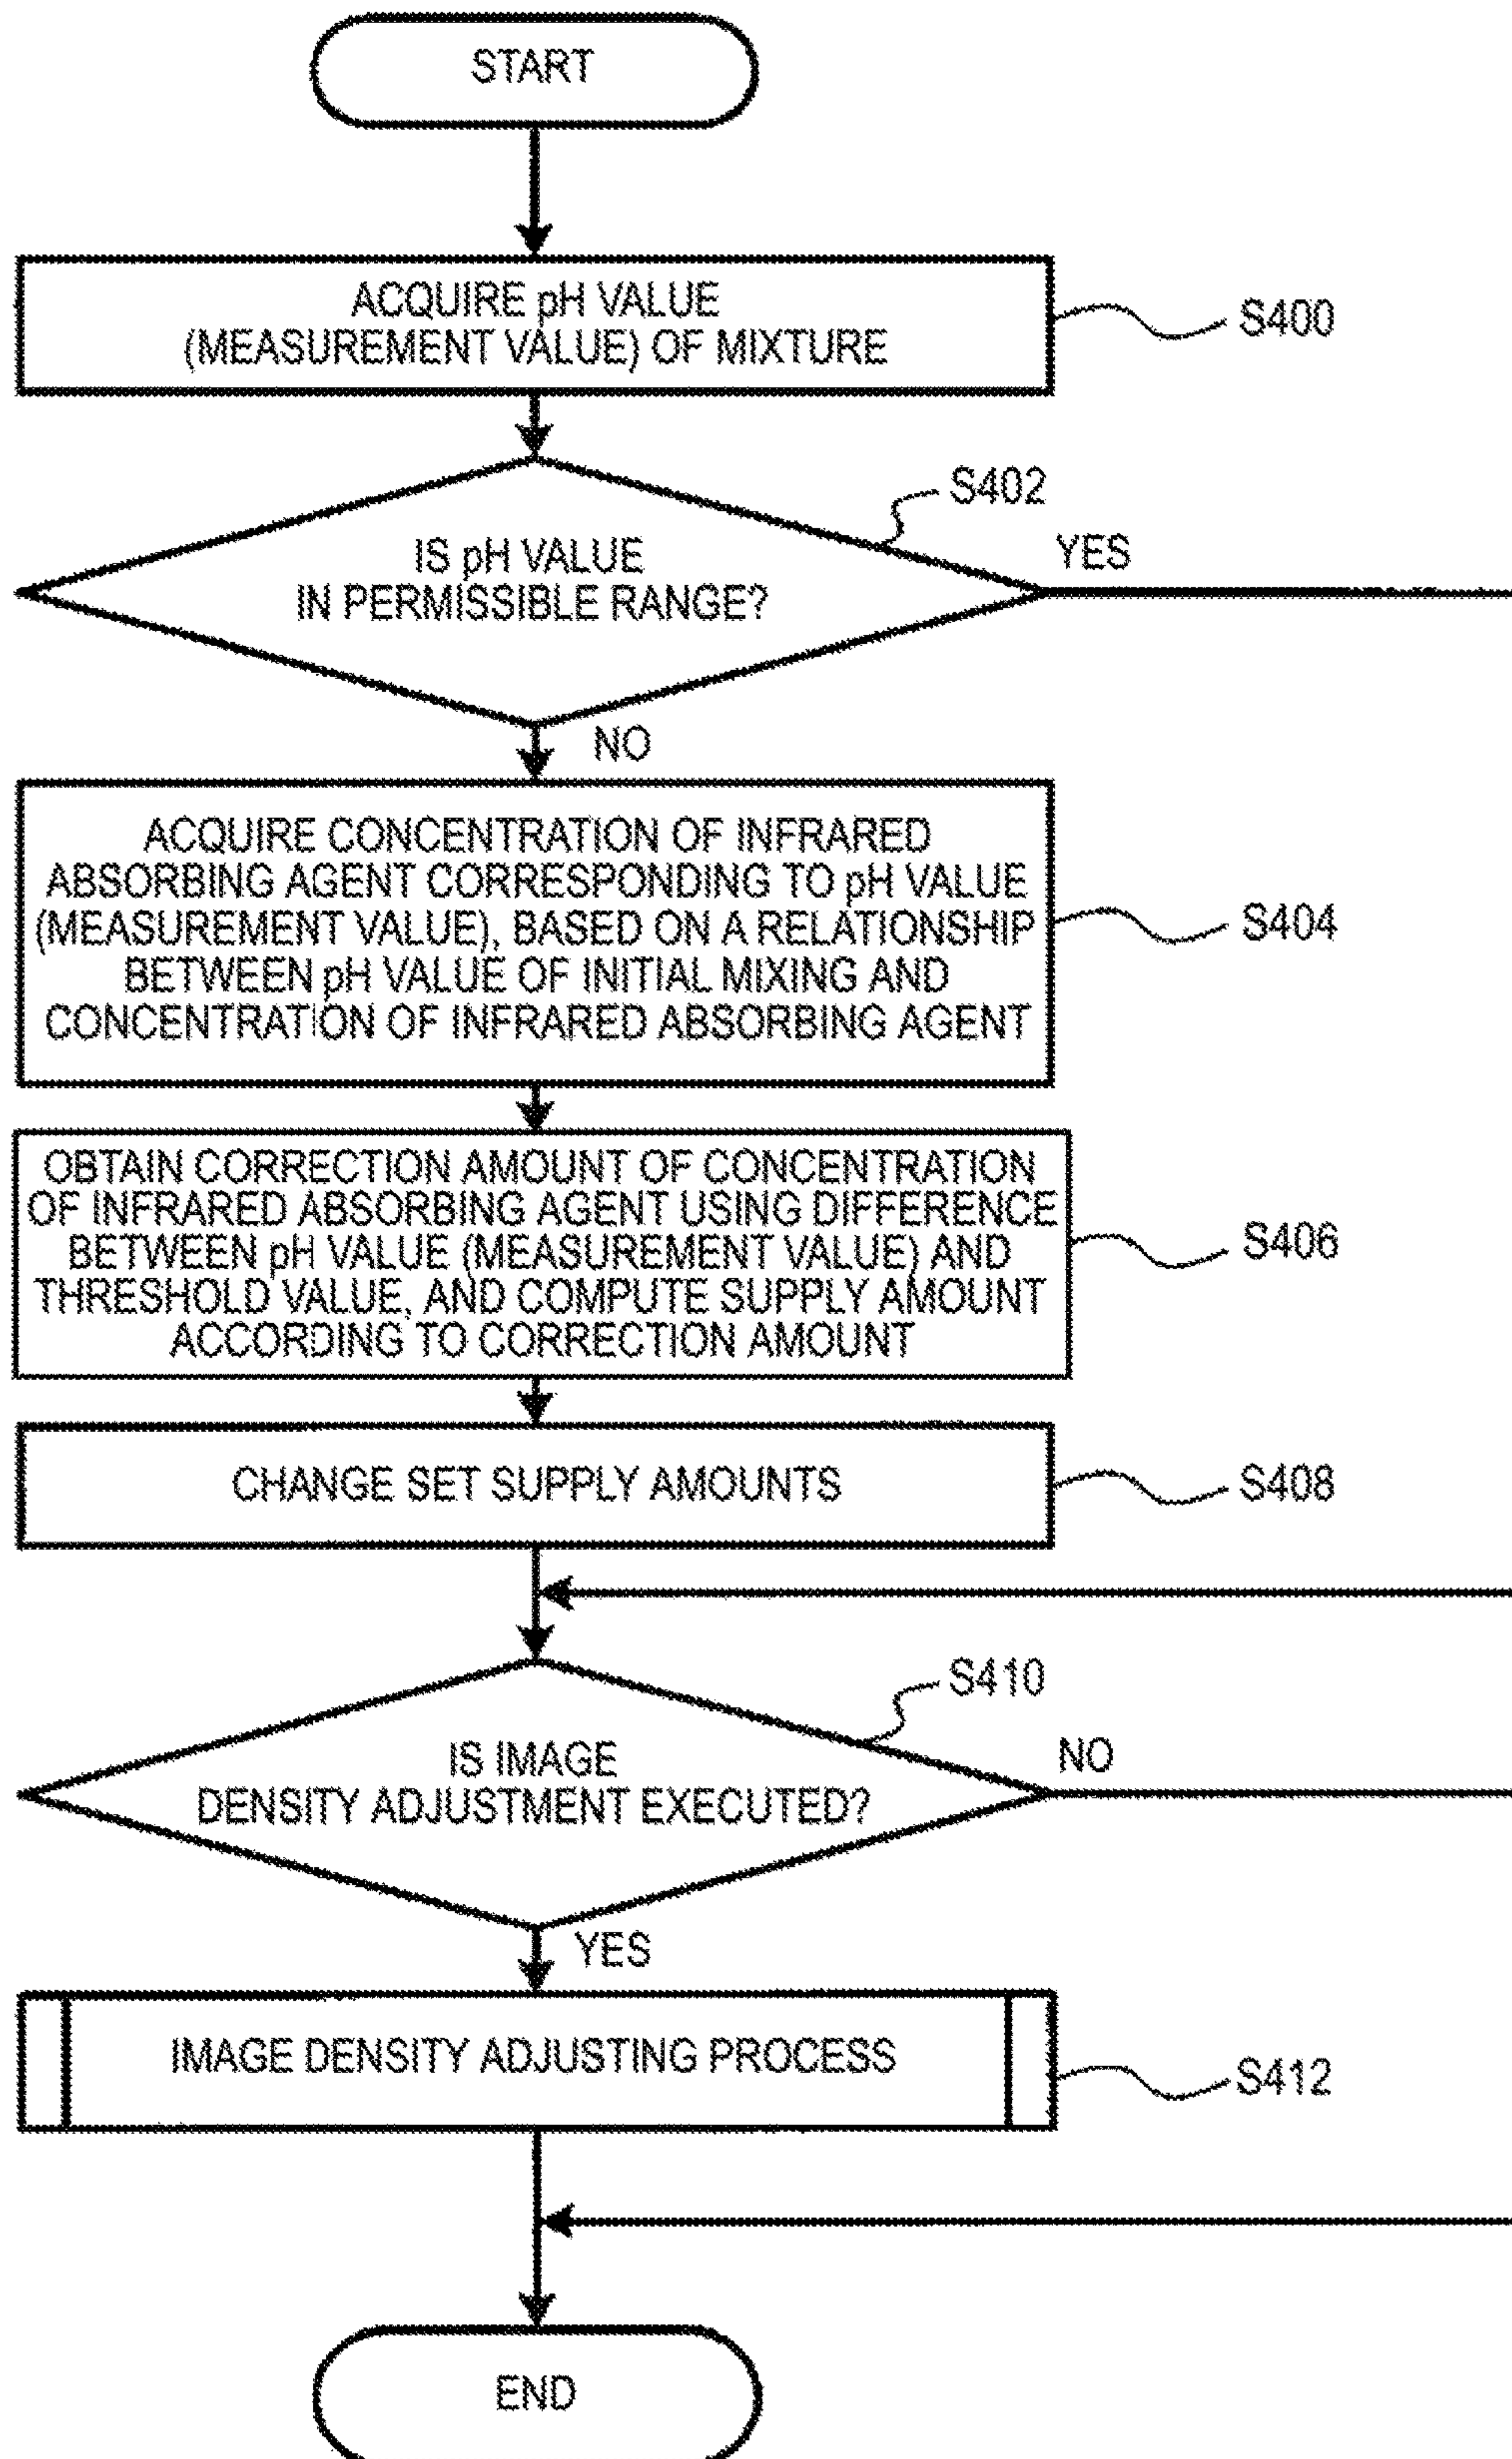 START
ACQUIRE pH VALUE
(MEASUREMENT VALUE) OF MIXTURE
S400
S402
IS pH VALUE
IN PERMISSIBLE RANGE?
YES
NO
ACQUIRE CONCENTRATION OF INFRARED
ABSORBING AGENT CORRESPONDING TO pH VALUE
(MEASUREMENT VALUE), BASED ON A RELATIONSHIP
BETWEEN pH VALUE OF INITIAL MIXING AND
CONCENTRATION OF INFRARED ABSORBING AGENT
S404
OBTAIN CORRECTION AMOUNT OF CONCENTRATION
OF INFRARED ABSORBING AGENT USING DIFFERENCE
BETWEEN pH VALUE (MEASUREMENT VALUE) AND
THRESHOLD VALUE, AND COMPUTE SUPPLY AMOUNT
ACCORDING TO CORRECTION AMOUNT
S406
CHANGE SET SUPPLY AMOUNTS
S408
S410
IS IMAGE
DENSITY ADJUSTMENT EXECUTED?
NO
YES
IMAGE DENSITY ADJUSTING PROCESS
S412
END